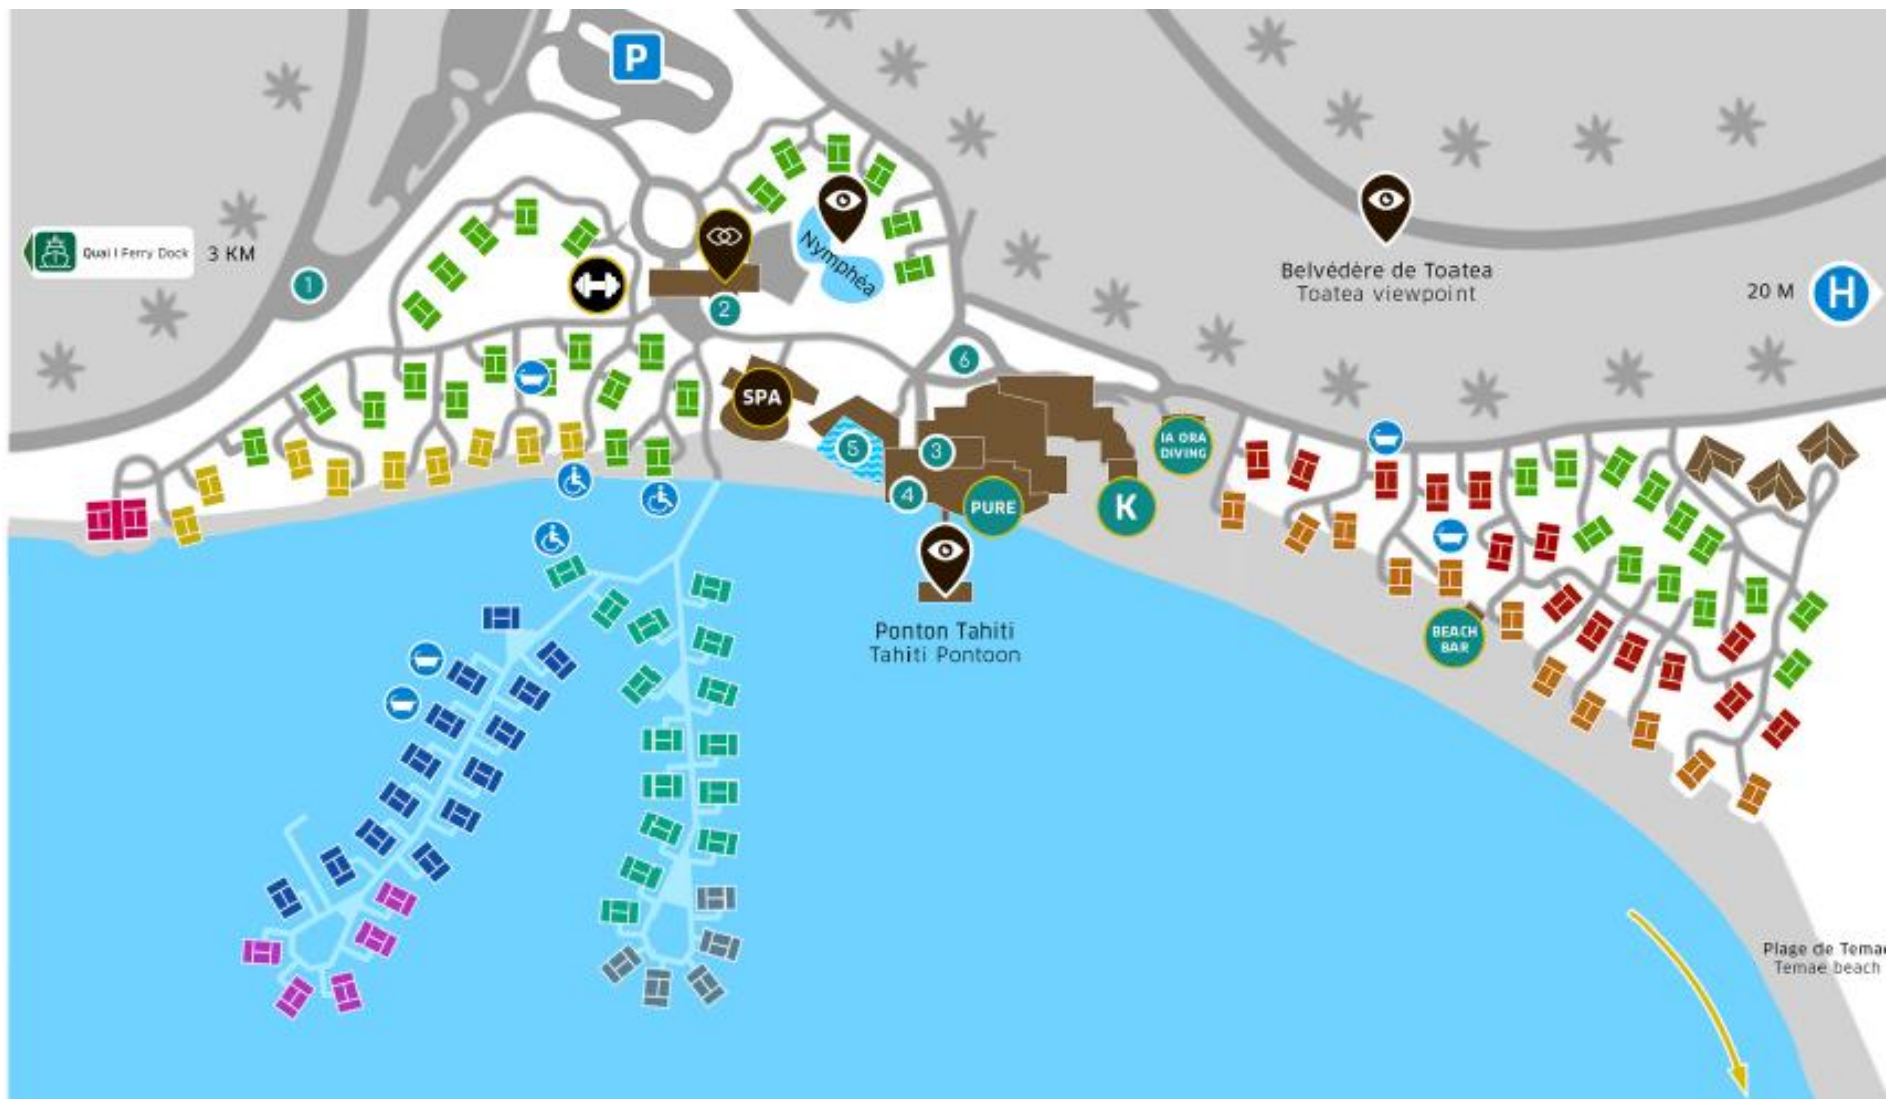 P
Quai | Ferry Dock
3 KM
1
2
Nymphéa
Belvédère de Toatea
Toatea viewpoint
20 M
H
6
SPA
5
3
4
PURE
K
IA ORA
DIVING
Ponton Tahiti
Tahiti Pontoon
BEACH
BAR
Plage de Temae
Temae beach